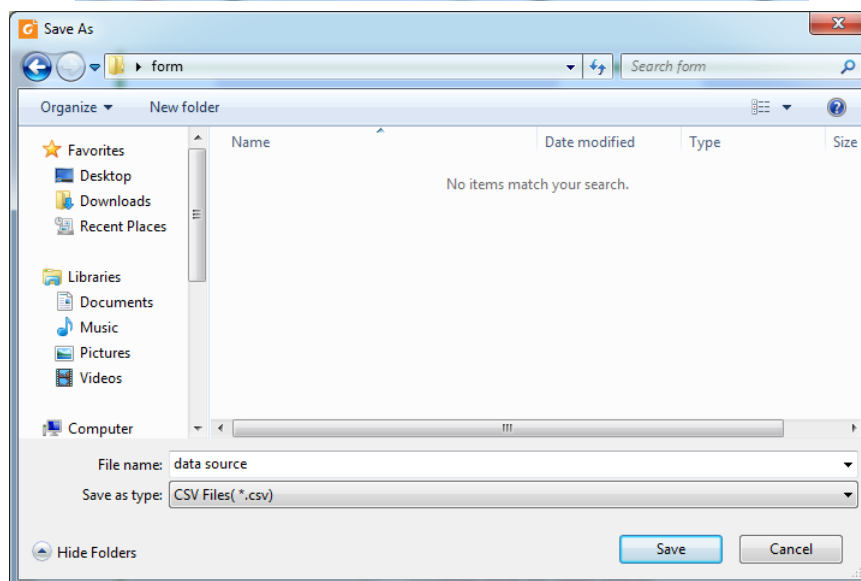 Save As
form
Search form
Organize
New folder
Name
Date modified
Type
Size
No items match your search.
Favorites
Desktop
Downloads
Recent Places
Libraries
Documents
Music
Pictures
Videos
Computer
File name: data source
Save as type: CSV Files( *.csv)
Hide Folders
Save
Cancel